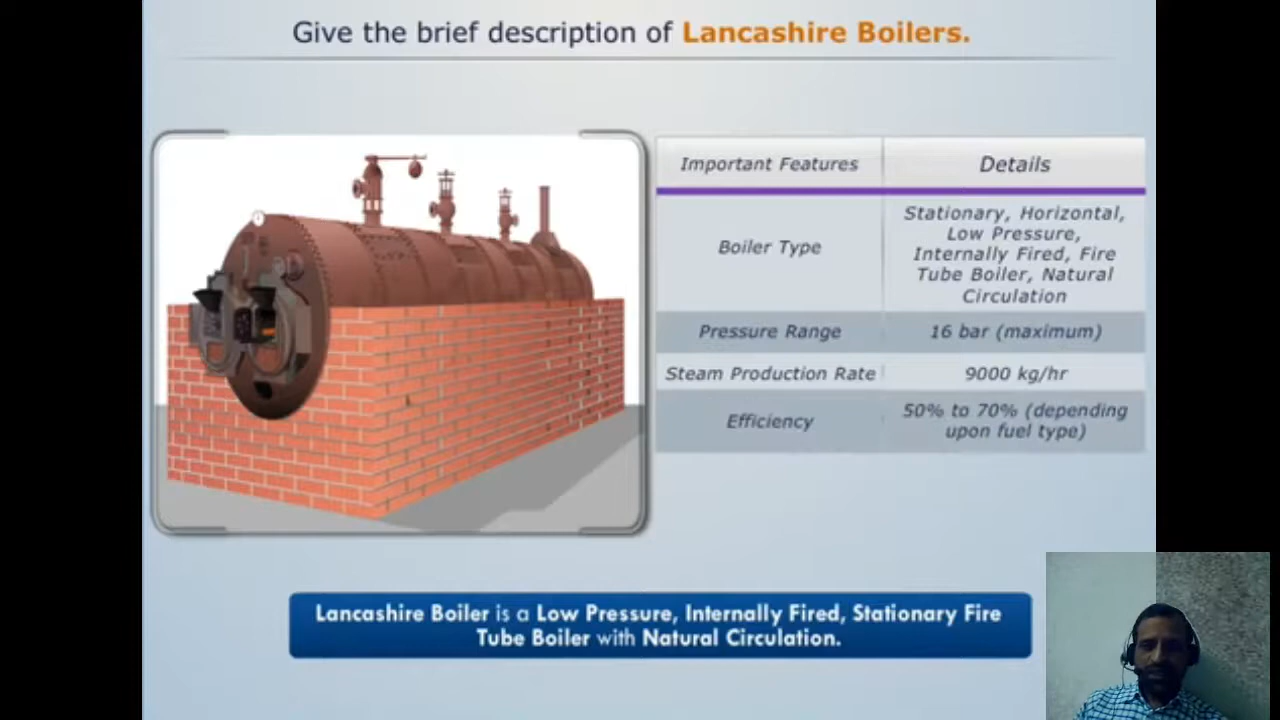 Give the brief description of Lancashire Boilers.
Important Features
Details
Boiler Type
Stationary, Horizontal,
Low Pressure,
Internally Fired, Fire
Tube Boiler, Natural
Circulation
Pressure Range
16 bar (maximum)
Steam Production Rate
9000 kg/hr
Efficiency
50% to 70% (depending
upon fuel type)
Lancashire Boiler is a Low Pressure, Internally Fired, Stationary Fire
Tube Boiler with Natural Circulation.